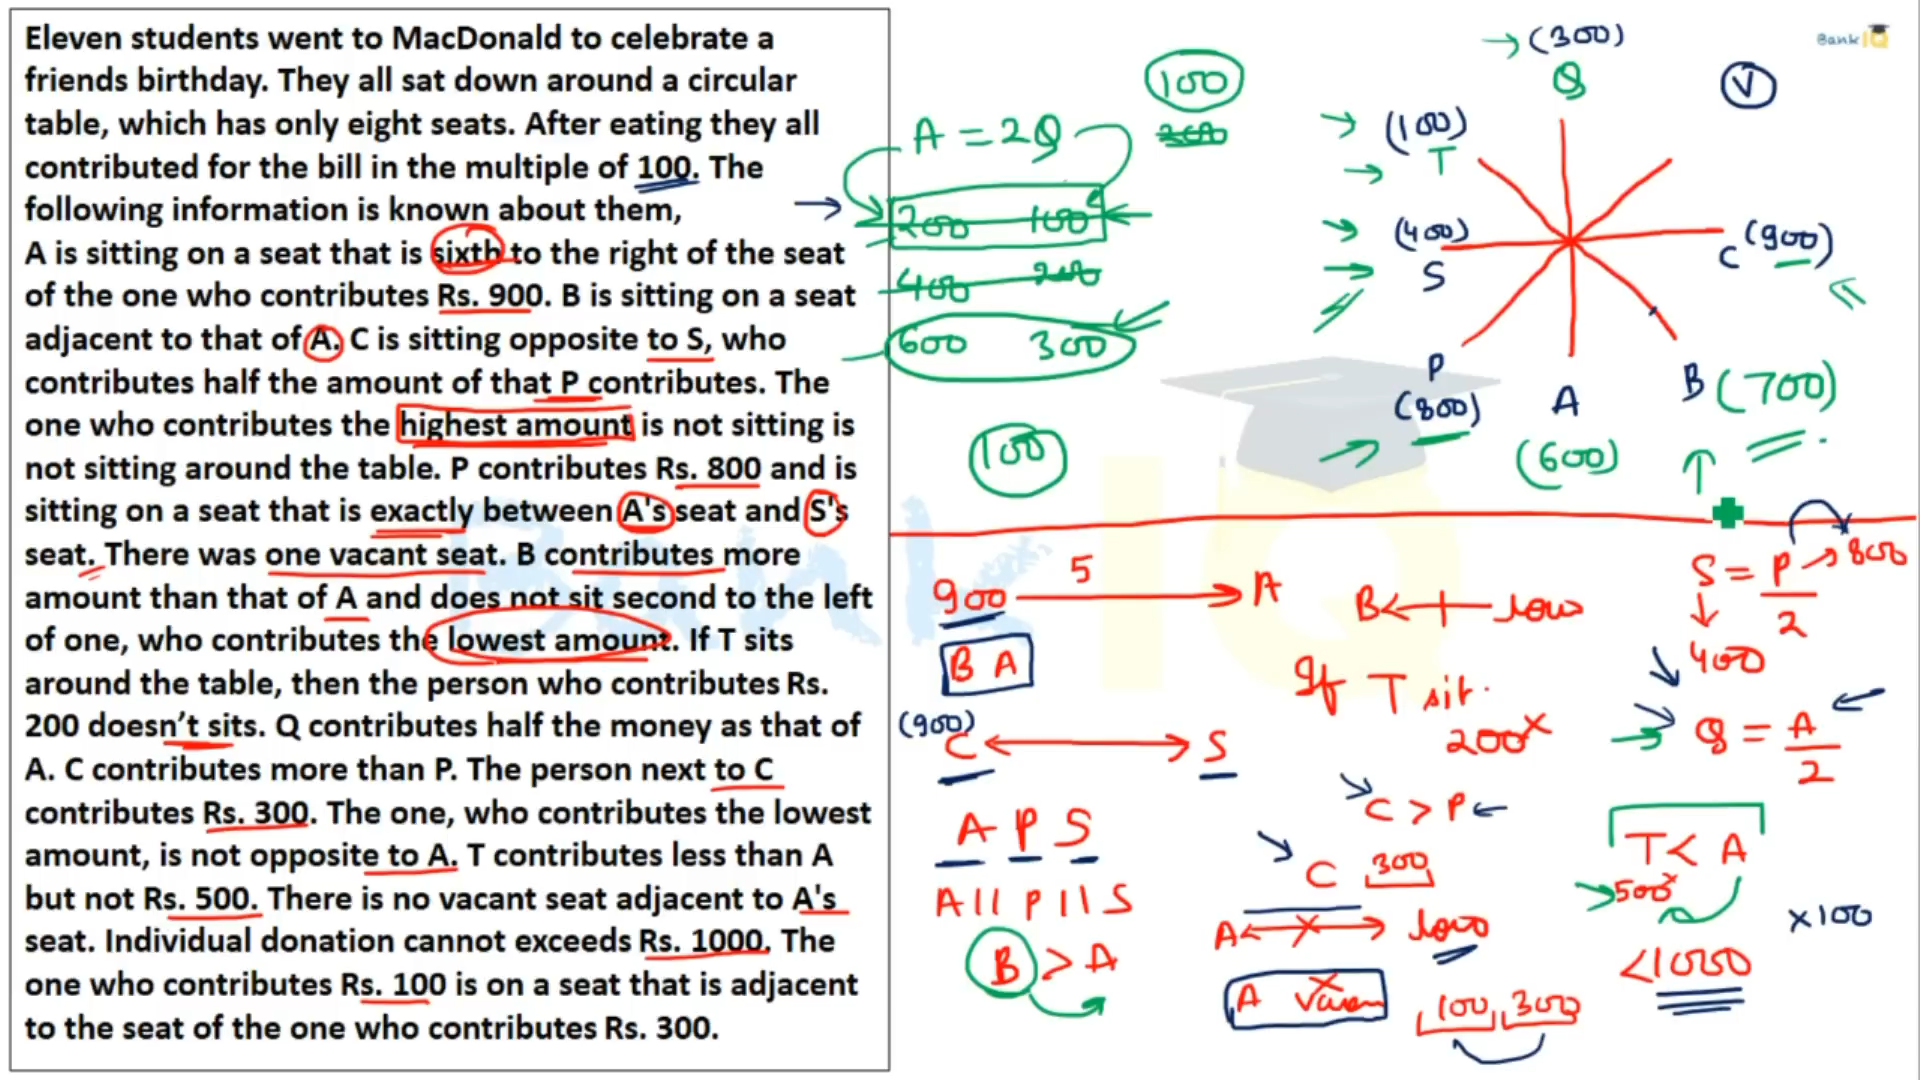 Eleven students went to MacDonald to celebrate a
friends birthday. They all sat down around a circular
table, which has only eight seats. After eating they all
contributed for the bill in the multiple of 100. The
following information is known about them,
A is sitting on a seat that is sixth to the right of the seat
of the one who contributes Rs. 900. B is sitting on a seat
adjacent to that of A. C is sitting opposite to S, who
contributes half the amount of that P contributes. The
one who contributes the highest amount is not sitting is
not sitting around the table. P contributes Rs. 800 and is
sitting on a seat that is exactly between A's seat and S's
seat. There was one vacant seat. B contributes more
amount than that of A and does not sit second to the left
of one, who contributes the lowest amount. If T sits
around the table, then the person who contributes Rs.
200 doesn't sits. Q contributes half the money as that of
A. C contributes more than P. The person next to C
contributes Rs. 300. The one, who contributes the lowest
amount, is not opposite to A. T contributes less than A
but not Rs. 500. There is no vacant seat adjacent to A's
seat. Individual donation cannot exceeds Rs. 1000. The
one who contributes Rs. 100 is on a seat that is adjacent
to the seat of the one who contributes Rs. 300.
100
200
A = 2Q
200 100
400 200
600 300
100
(300)
Q
V
Bank IQ
(100)
T
(400)
S
C (900)
P
(800)
A
(600)
B (700)
Bank IQ
900 5 A
B A
(900)
C S
A P S
A || P || S
B > A
B low
If T sit.
200 x
C > P
C 300
A x low
A Vacan
100 300
S = P 800
2
400
Q = A
2
T < A
500 x
x100
<1000